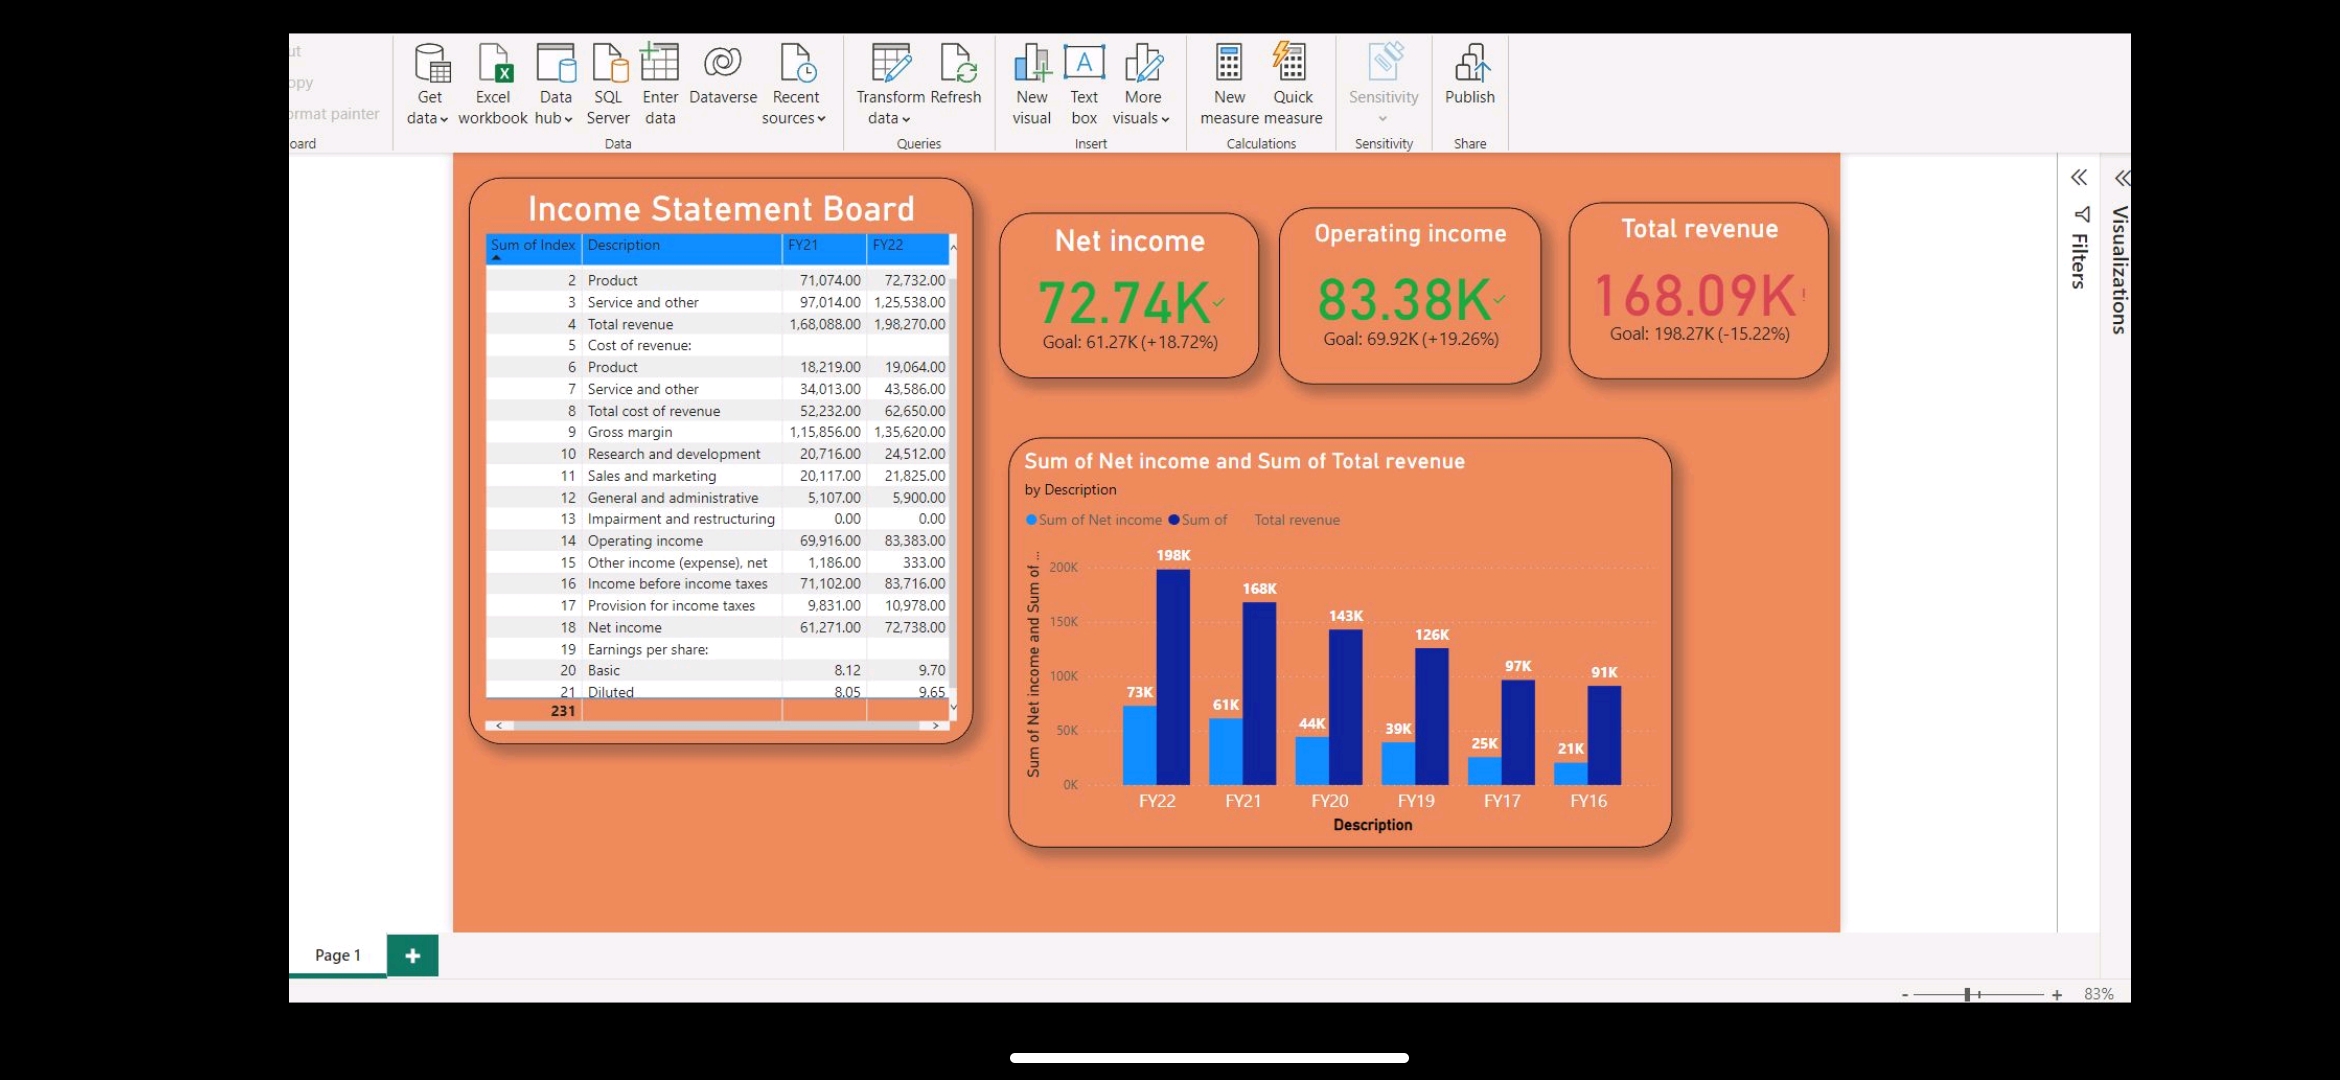 ut
opy
ormat painter
oard
Get data
Excel workbook
Data hub
SQL Server
Enter data
Dataverse
Recent sources
Data
Transform data
Refresh
Queries
New visual
Text box
More visuals
Insert
New measure
Quick measure
Calculations
Sensitivity
Sensitivity
Publish
Share
Income Statement Board
Sum of Index Description FY21 FY22
2 Product 71,074.00 72,732.00
3 Service and other 97,014.00 1,25,538.00
4 Total revenue 1,68,088.00 1,98,270.00
5 Cost of revenue:
6 Product 18,219.00 19,064.00
7 Service and other 34,013.00 43,586.00
8 Total cost of revenue 52,232.00 62,650.00
9 Gross margin 1,15,856.00 1,35,620.00
10 Research and development 20,716.00 24,512.00
11 Sales and marketing 20,117.00 21,825.00
12 General and administrative 5,107.00 5,900.00
13 Impairment and restructuring 0.00 0.00
14 Operating income 69,916.00 83,383.00
15 Other income (expense), net 1,186.00 333.00
16 Income before income taxes 71,102.00 83,716.00
17 Provision for income taxes 9,831.00 10,978.00
18 Net income 61,271.00 72,738.00
19 Earnings per share:
20 Basic 8.12 9.70
21 Diluted 8.05 9.65
231
Net income
72.74K
Goal: 61.27K (+18.72%)
Operating income
83.38K
Goal: 69.92K (+19.26%)
Total revenue
168.09K!
Goal: 198.27K (-15.22%)
Sum of Net income and Sum of Total revenue
by Description
Sum of Net income Sum of Total revenue
Sum of Net income and Sum of ...
200K
150K
100K
50K
0K
73K 198K
61K 168K
44K 143K
39K 126K
25K 97K
21K 91K
FY22 FY21 FY20 FY19 FY17 FY16
Description
Filters
Visualizations
Page 1
83%